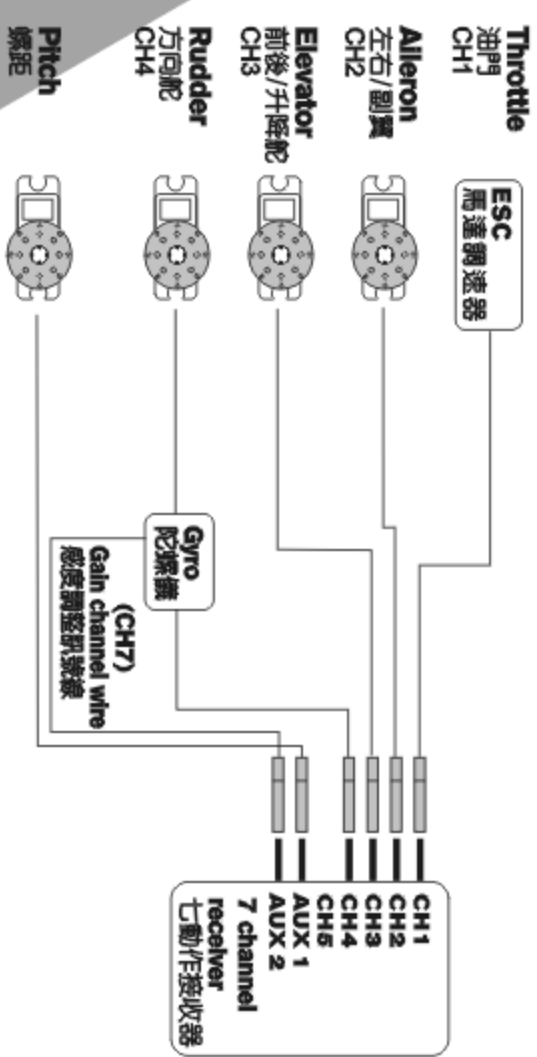 Throttle
油門
CH1
ESC
馬達調速器
Aileron
左右/副翼
CH2
Elevator
前後/升降舵
CH3
Rudder
方向舵
CH4
Pitch
螺距
Gyro
陀螺儀
(CH7)
Gain channel wire
感度調整訊號線
CH1
CH2
CH3
CH4
CH5
AUX 1
AUX 2
7 channel
receiver
七動作接收器